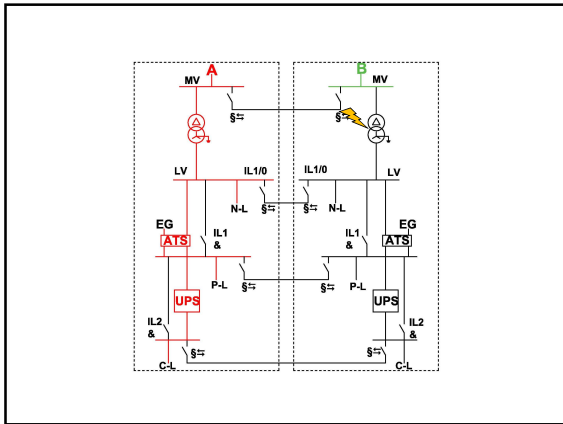 A
B
MV
MV
§⇆
§⇆
LV
IL1/0
IL1/0
LV
N-L
§⇆
§⇆
N-L
EG
ATS
IL1
&
IL1
&
EG
ATS
P-L
§⇆
§⇆
P-L
UPS
UPS
IL2
&
IL2
&
§⇆
§⇆
C-L
C-L